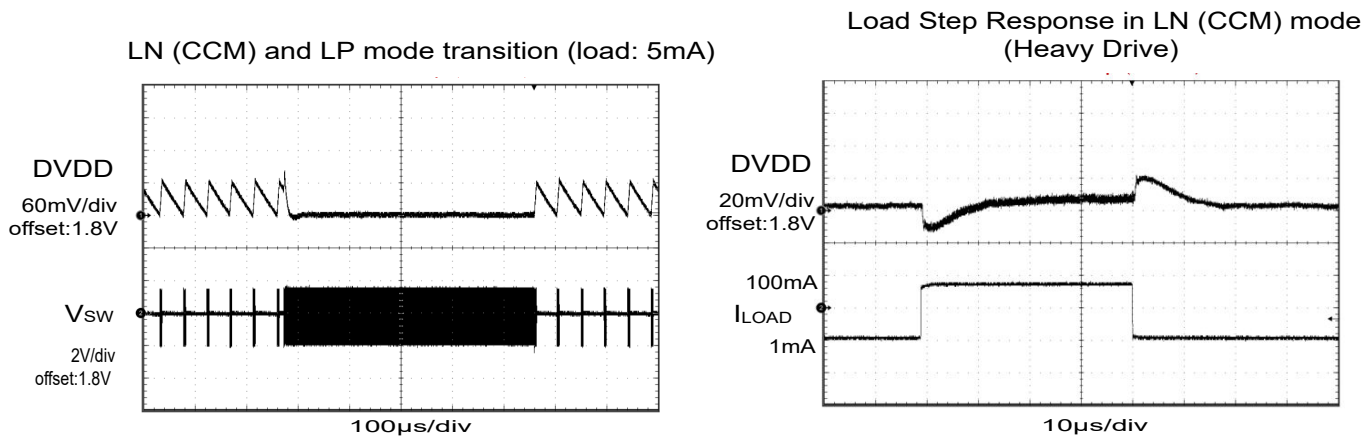 LN (CCM) and LP mode transition (load: 5mA)
DVDD
60mV/div
offset:1.8V
VSW
2V/div
offset:1.8V
100µs/div
Load Step Response in LN (CCM) mode
(Heavy Drive)
DVDD
20mV/div
offset:1.8V
100mA
ILOAD
1mA
10µs/div